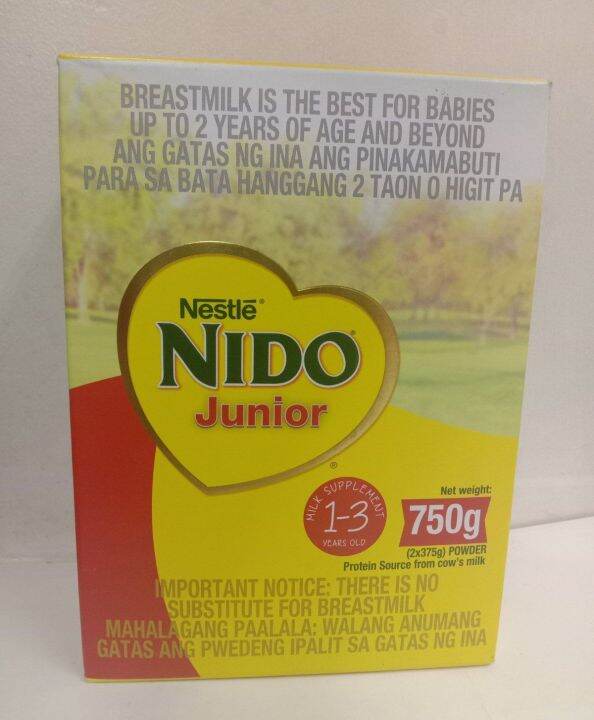 BREASTMILK IS THE BEST FOR BABIES
UP TO 2 YEARS OF AGE AND BEYOND
ANG GATAS NG INA ANG PINAKAMABUTI
PARA SA BATA HANGGANG 2 TAON O HIGIT PA
Nestlé®
NIDO®
Junior
®
MILK SUPPLEMENT
1-3
YEARS OLD
Net weight:
750g
(2x375g) POWDER
Protein Source from cow's milk
IMPORTANT NOTICE: THERE IS NO
SUBSTITUTE FOR BREASTMILK
MAHALAGANG PAALALA: WALANG ANUMANG
GATAS ANG PWEDENG IPALIT SA GATAS NG INA